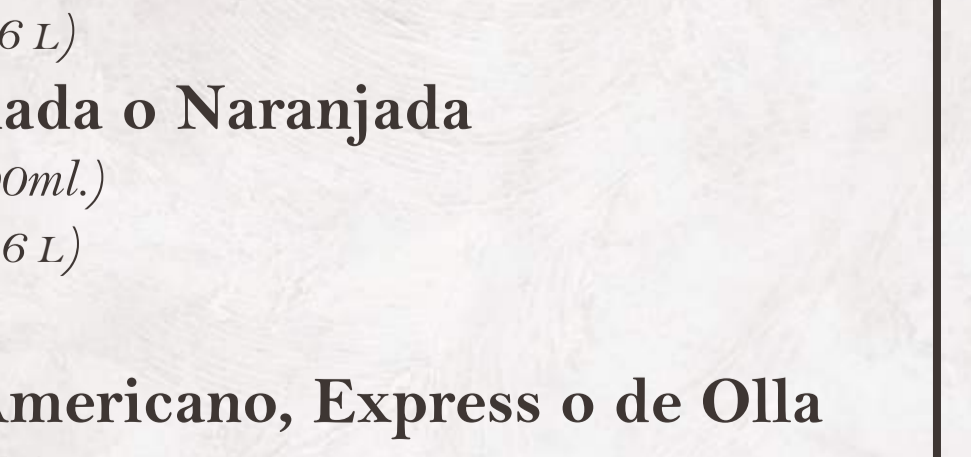 6 L)
ada o Naranjada
0ml.)
6 L)
Americano, Express o de Olla